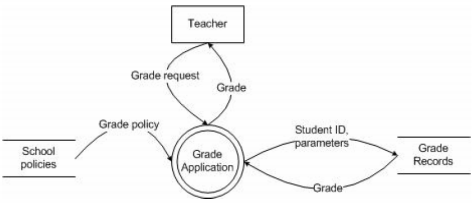 Teacher
Grade request
Grade
Grade policy
School
policies
Grade
Application
Student ID,
parameters
Grade
Records
Grade